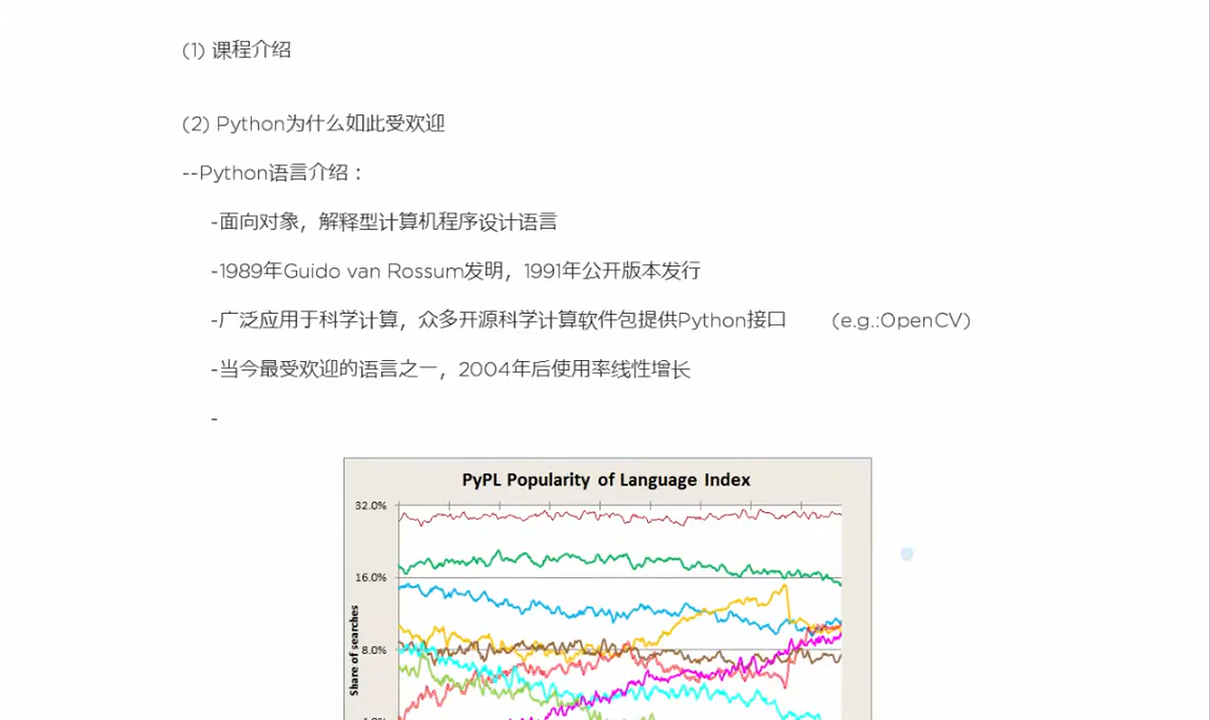 (1) 课程介绍
(2) Python为什么如此受欢迎
--Python语言介绍：
-面向对象，解释型计算机程序设计语言
-1989年Guido van Rossum发明，1991年公开版本发行
-广泛应用于科学计算，众多开源科学计算软件包提供Python接口 (e.g.:OpenCV)
-当今最受欢迎的语言之一，2004年后使用率线性增长
-
PyPL Popularity of Language Index
32.0%
16.0%
8.0%
Share of searches